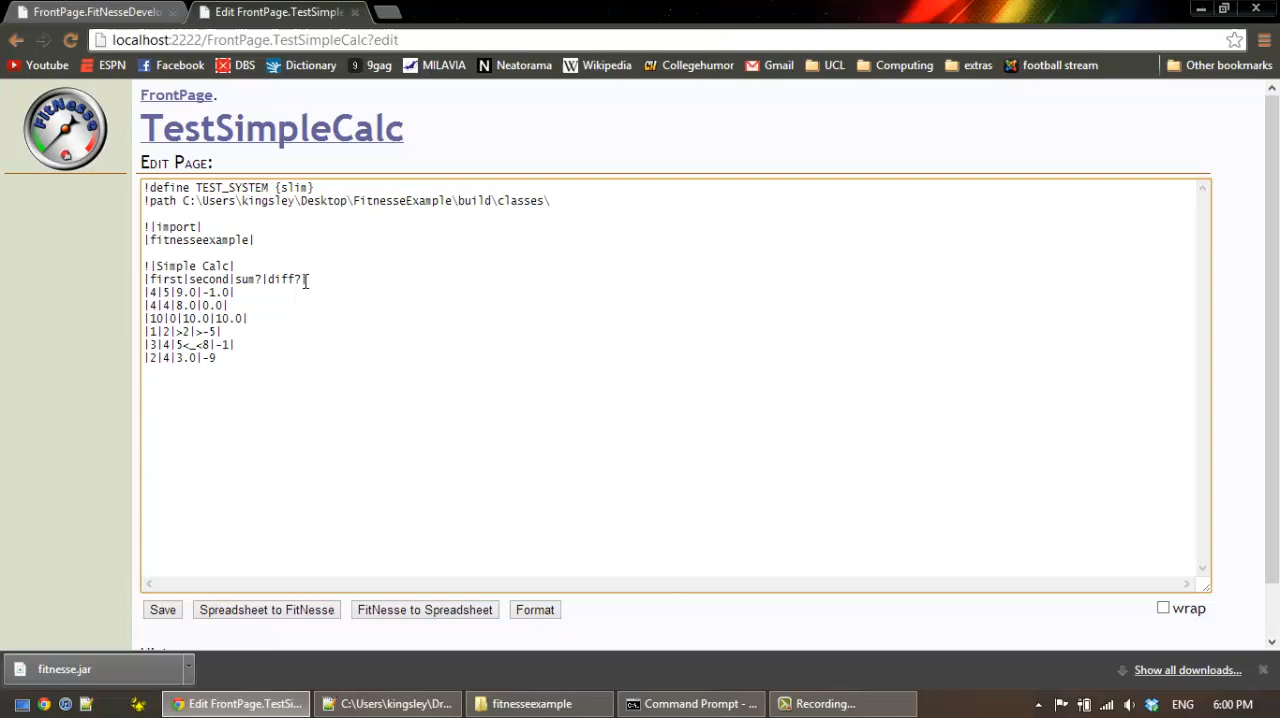 FrontPage.FitNesseDevelo
Edit FrontPage.TestSimple
localhost:2222/FrontPage.TestSimpleCalc?edit
Youtube ESPN Facebook DBS Dictionary 9gag MILAVIA Neatorama Wikipedia Collegehumor Gmail UCL Computing extras football stream Other bookmarks
FitNesse
FrontPage.
TestSimpleCalc
EDIT PAGE:
!define TEST_SYSTEM {slim}
!path C:\Users\kingsley\Desktop\FitnesseExample\build\classes\
!|import|
|fitnesseexample|
!|Simple Calc|
|first|second|sum?|diff?|
|4|5|9.0|-1.0|
|4|4|8.0|0.0|
|10|0|10.0|10.0|
|1|2|>2|>-5|
|3|4|5<_<8|-1|
|2|4|3.0|-9
Save Spreadsheet to FitNesse FitNesse to Spreadsheet Format wrap
fitnesse.jar Show all downloads...
Edit FrontPage.TestSi... C:\Users\kingsley\Dr... fitnesseexample Command Prompt - ... Recording... ENG 6:00 PM